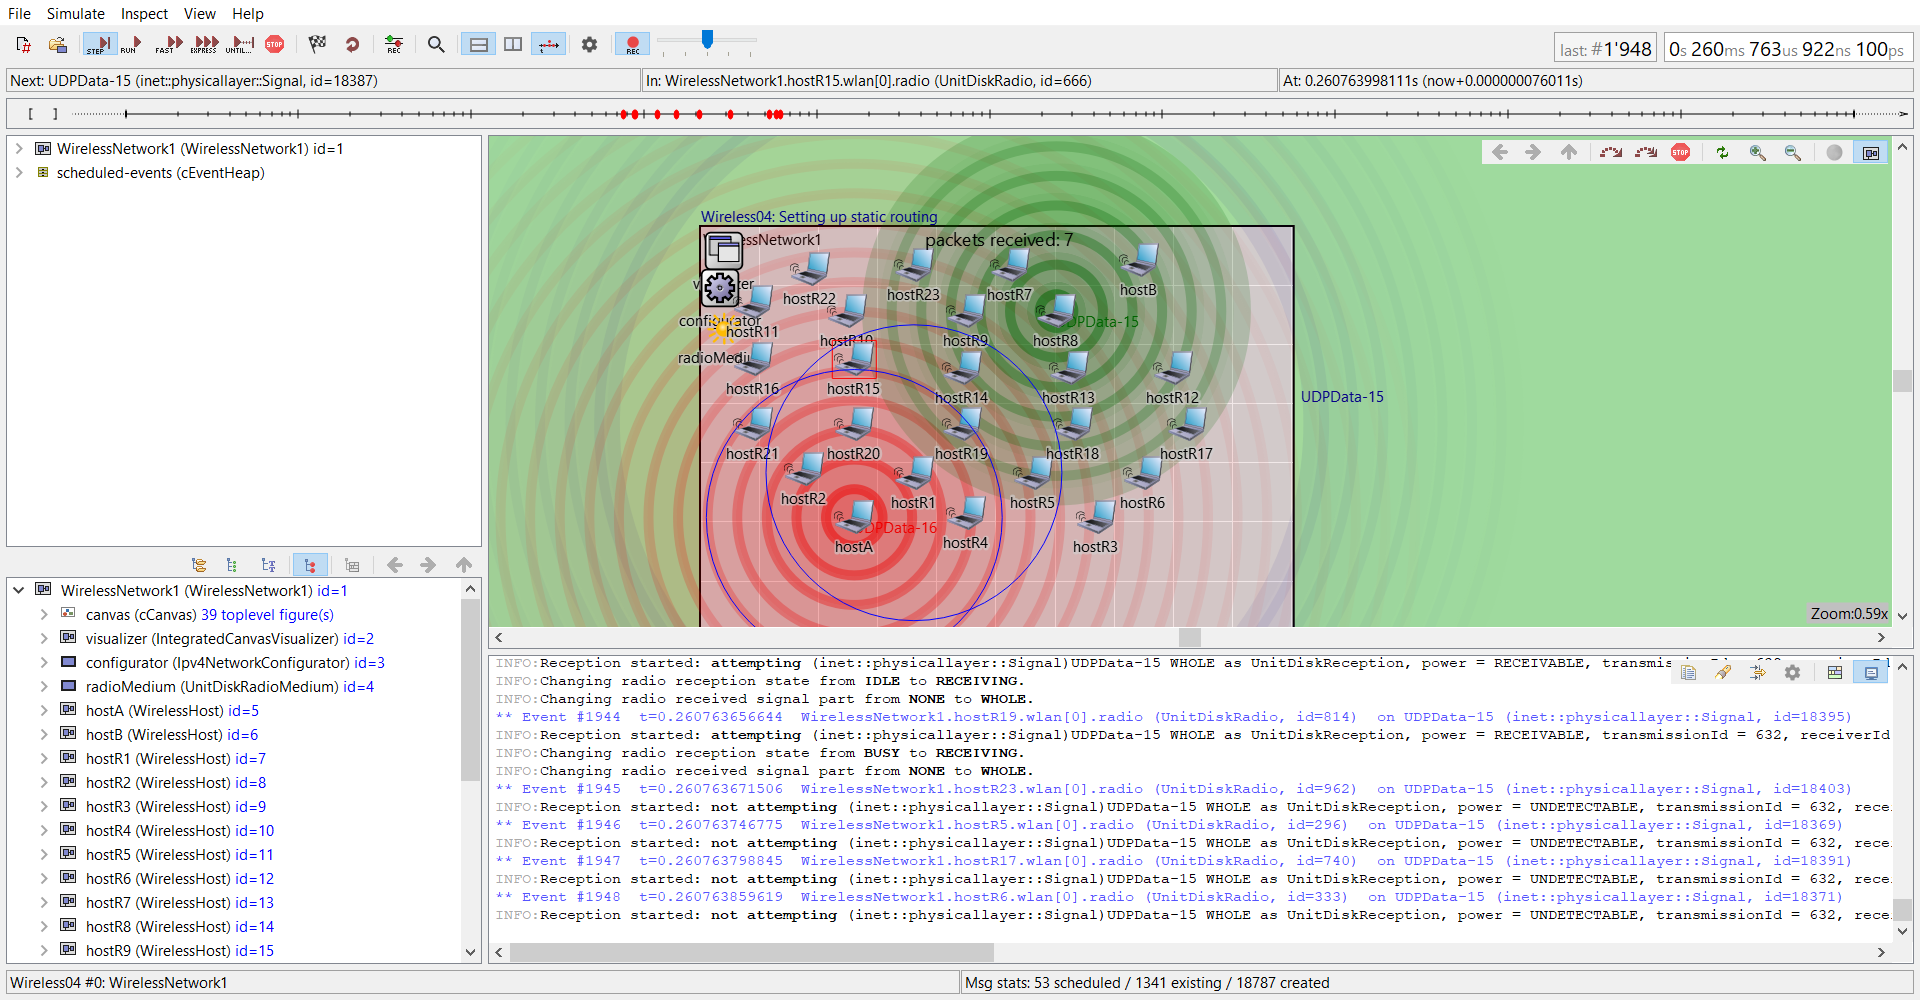 File Simulate Inspect View Help
STEP RUN FAST EXPRESS UNTIL... STOP REC REC
last: #1'948 0s 260ms 763us 922ns 100ps
Next: UDPData-15 (inet::physicallayer::Signal, id=18387) In: WirelessNetwork1.hostR15.wlan[0].radio (UnitDiskRadio, id=666) At: 0.260763998111s (now+0.000000076011s)
[ ]
WirelessNetwork1 (WirelessNetwork1) id=1
scheduled-events (cEventHeap)
WirelessNetwork1 (WirelessNetwork1) id=1
canvas (cCanvas) 39 toplevel figure(s)
visualizer (IntegratedCanvasVisualizer) id=2
configurator (Ipv4NetworkConfigurator) id=3
radioMedium (UnitDiskRadioMedium) id=4
hostA (WirelessHost) id=5
hostB (WirelessHost) id=6
hostR1 (WirelessHost) id=7
hostR2 (WirelessHost) id=8
hostR3 (WirelessHost) id=9
hostR4 (WirelessHost) id=10
hostR5 (WirelessHost) id=11
hostR6 (WirelessHost) id=12
hostR7 (WirelessHost) id=13
hostR8 (WirelessHost) id=14
hostR9 (WirelessHost) id=15
STOP
Wireless04: Setting up static routing
essNetwork1 packets received: 7
hostR22 hostR23 hostR7 hostB
configurator
hostR11 hostR10 hostR9 hostR8 DPData-15
radioMedi
hostR16 hostR15 hostR14 hostR13 hostR12 UDPData-15
hostR21 hostR20 hostR19 hostR18 hostR17
hostR2 hostR1 hostR5 hostR6
DPData-16
hostA hostR4 hostR3
Zoom:0.59x
INFO:Reception started: attempting (inet::physicallayer::Signal)UDPData-15 WHOLE as UnitDiskReception, power = RECEIVABLE,
INFO:Changing radio reception state from IDLE to RECEIVING.
INFO:Changing radio received signal part from NONE to WHOLE.
** Event #1944 t=0.260763656644 WirelessNetwork1.hostR19.wlan[0].radio (UnitDiskRadio, id=814) on UDPData-15 (inet::physicallayer::Signal, id=18395)
INFO:Reception started: attempting (inet::physicallayer::Signal)UDPData-15 WHOLE as UnitDiskReception, power = RECEIVABLE, transmissionId = 632, receiverId
INFO:Changing radio reception state from BUSY to RECEIVING.
INFO:Changing radio received signal part from NONE to WHOLE.
** Event #1945 t=0.260763671506 WirelessNetwork1.hostR23.wlan[0].radio (UnitDiskRadio, id=962) on UDPData-15 (inet::physicallayer::Signal, id=18403)
INFO:Reception started: not attempting (inet::physicallayer::Signal)UDPData-15 WHOLE as UnitDiskReception, power = UNDETECTABLE, transmissionId = 632, recei
** Event #1946 t=0.260763746775 WirelessNetwork1.hostR5.wlan[0].radio (UnitDiskRadio, id=296) on UDPData-15 (inet::physicallayer::Signal, id=18369)
INFO:Reception started: not attempting (inet::physicallayer::Signal)UDPData-15 WHOLE as UnitDiskReception, power = UNDETECTABLE, transmissionId = 632, recei
** Event #1947 t=0.260763798845 WirelessNetwork1.hostR17.wlan[0].radio (UnitDiskRadio, id=740) on UDPData-15 (inet::physicallayer::Signal, id=18391)
INFO:Reception started: not attempting (inet::physicallayer::Signal)UDPData-15 WHOLE as UnitDiskReception, power = UNDETECTABLE, transmissionId = 632, recei
** Event #1948 t=0.260763859619 WirelessNetwork1.hostR6.wlan[0].radio (UnitDiskRadio, id=333) on UDPData-15 (inet::physicallayer::Signal, id=18371)
INFO:Reception started: not attempting (inet::physicallayer::Signal)UDPData-15 WHOLE as UnitDiskReception, power = UNDETECTABLE, transmissionId = 632, recei
Wireless04 #0: WirelessNetwork1 Msg stats: 53 scheduled / 1341 existing / 18787 created